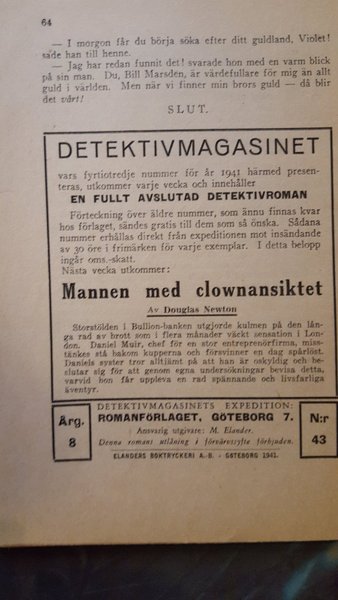 64
— I morgon får du börja söka efter ditt guldland, Violet!
sade han till henne.
— Jag har redan funnit det! svarade hon med en varm blick
på sin man. Du, Bill Marsden, är värdefullare för mig än allt
guld i världen. Men när vi finner min brors guld — då blir
det vårt!
SLUT.
DETEKTIVMAGASINET
vars fyrtiotredje nummer för år 1941 härmed presen-
teras, utkommer varje vecka och innehåller
EN FULLT AVSLUTAD DETEKTIVROMAN
Förteckning över äldre nummer, som ännu finnas kvar
hos förlaget, sändes gratis till dem som så önska. Sådana
nummer erhållas direkt från expeditionen mot insändande
av 30 öre i frimärken för varje exemplar. I detta belopp
ingår oms.-skatt.
Nästa vecka utkommer:
Mannen med clownansiktet
Av Douglas Newton
Storstölden i Bullion-banken utgjorde kulmen på den lån-
ga rad av brott som i flera månader väckt sensation i Lon-
don. Daniel Muir, chef för en stor entreprenörfirma, miss-
tänkes stå bakom kupperna och försvinner en dag spårlöst.
Daniels syster tror alltjämt på att han är oskyldig och be-
slutar sig för att genom egna undersökningar bevisa detta,
varvid hon får uppleva en rad spännande och livsfarliga
äventyr.
Årg.
8
DETEKTIVMAGASINETS EXPEDITION:
ROMANFÖRLAGET, GÖTEBORG 7.
Ansvarig utgivare: M. Elander.
Denna romans utlåning i förvärvssyfte förbjuden.
ELANDERS BOKTRYCKERI A.-B. - GÖTEBORG 1941.
N:r
43